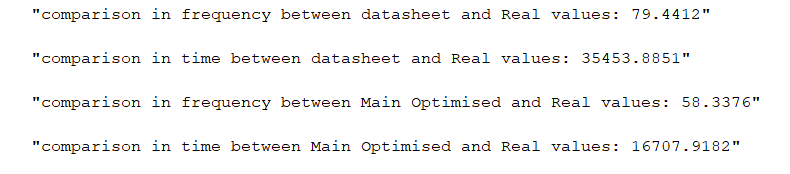 "comparison in frequency between datasheet and Real values: 79.4412"
"comparison in time between datasheet and Real values: 35453.8851"
"comparison in frequency between Main Optimised and Real values: 58.3376"
"comparison in time between Main Optimised and Real values: 16707.9182"